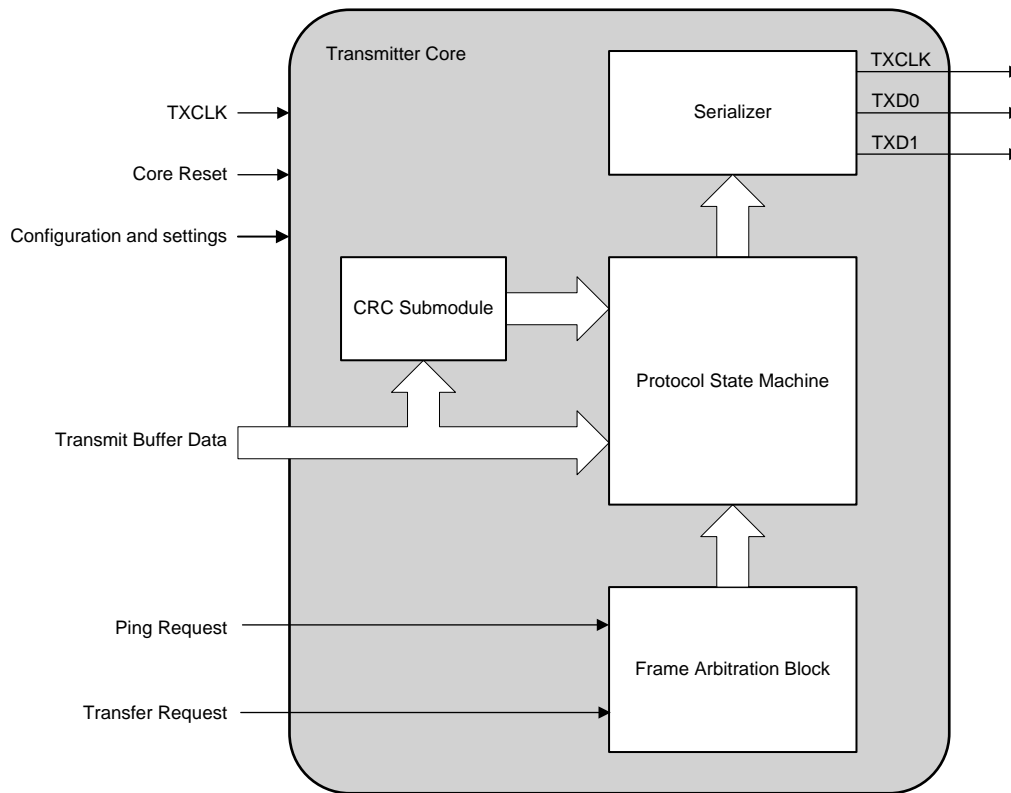 Transmitter Core
TXCLK
Serializer
TXD0
TXD1
TXCLK
Core Reset
Configuration and settings
CRC Submodule
Protocol State Machine
Transmit Buffer Data
Ping Request
Frame Arbitration Block
Transfer Request